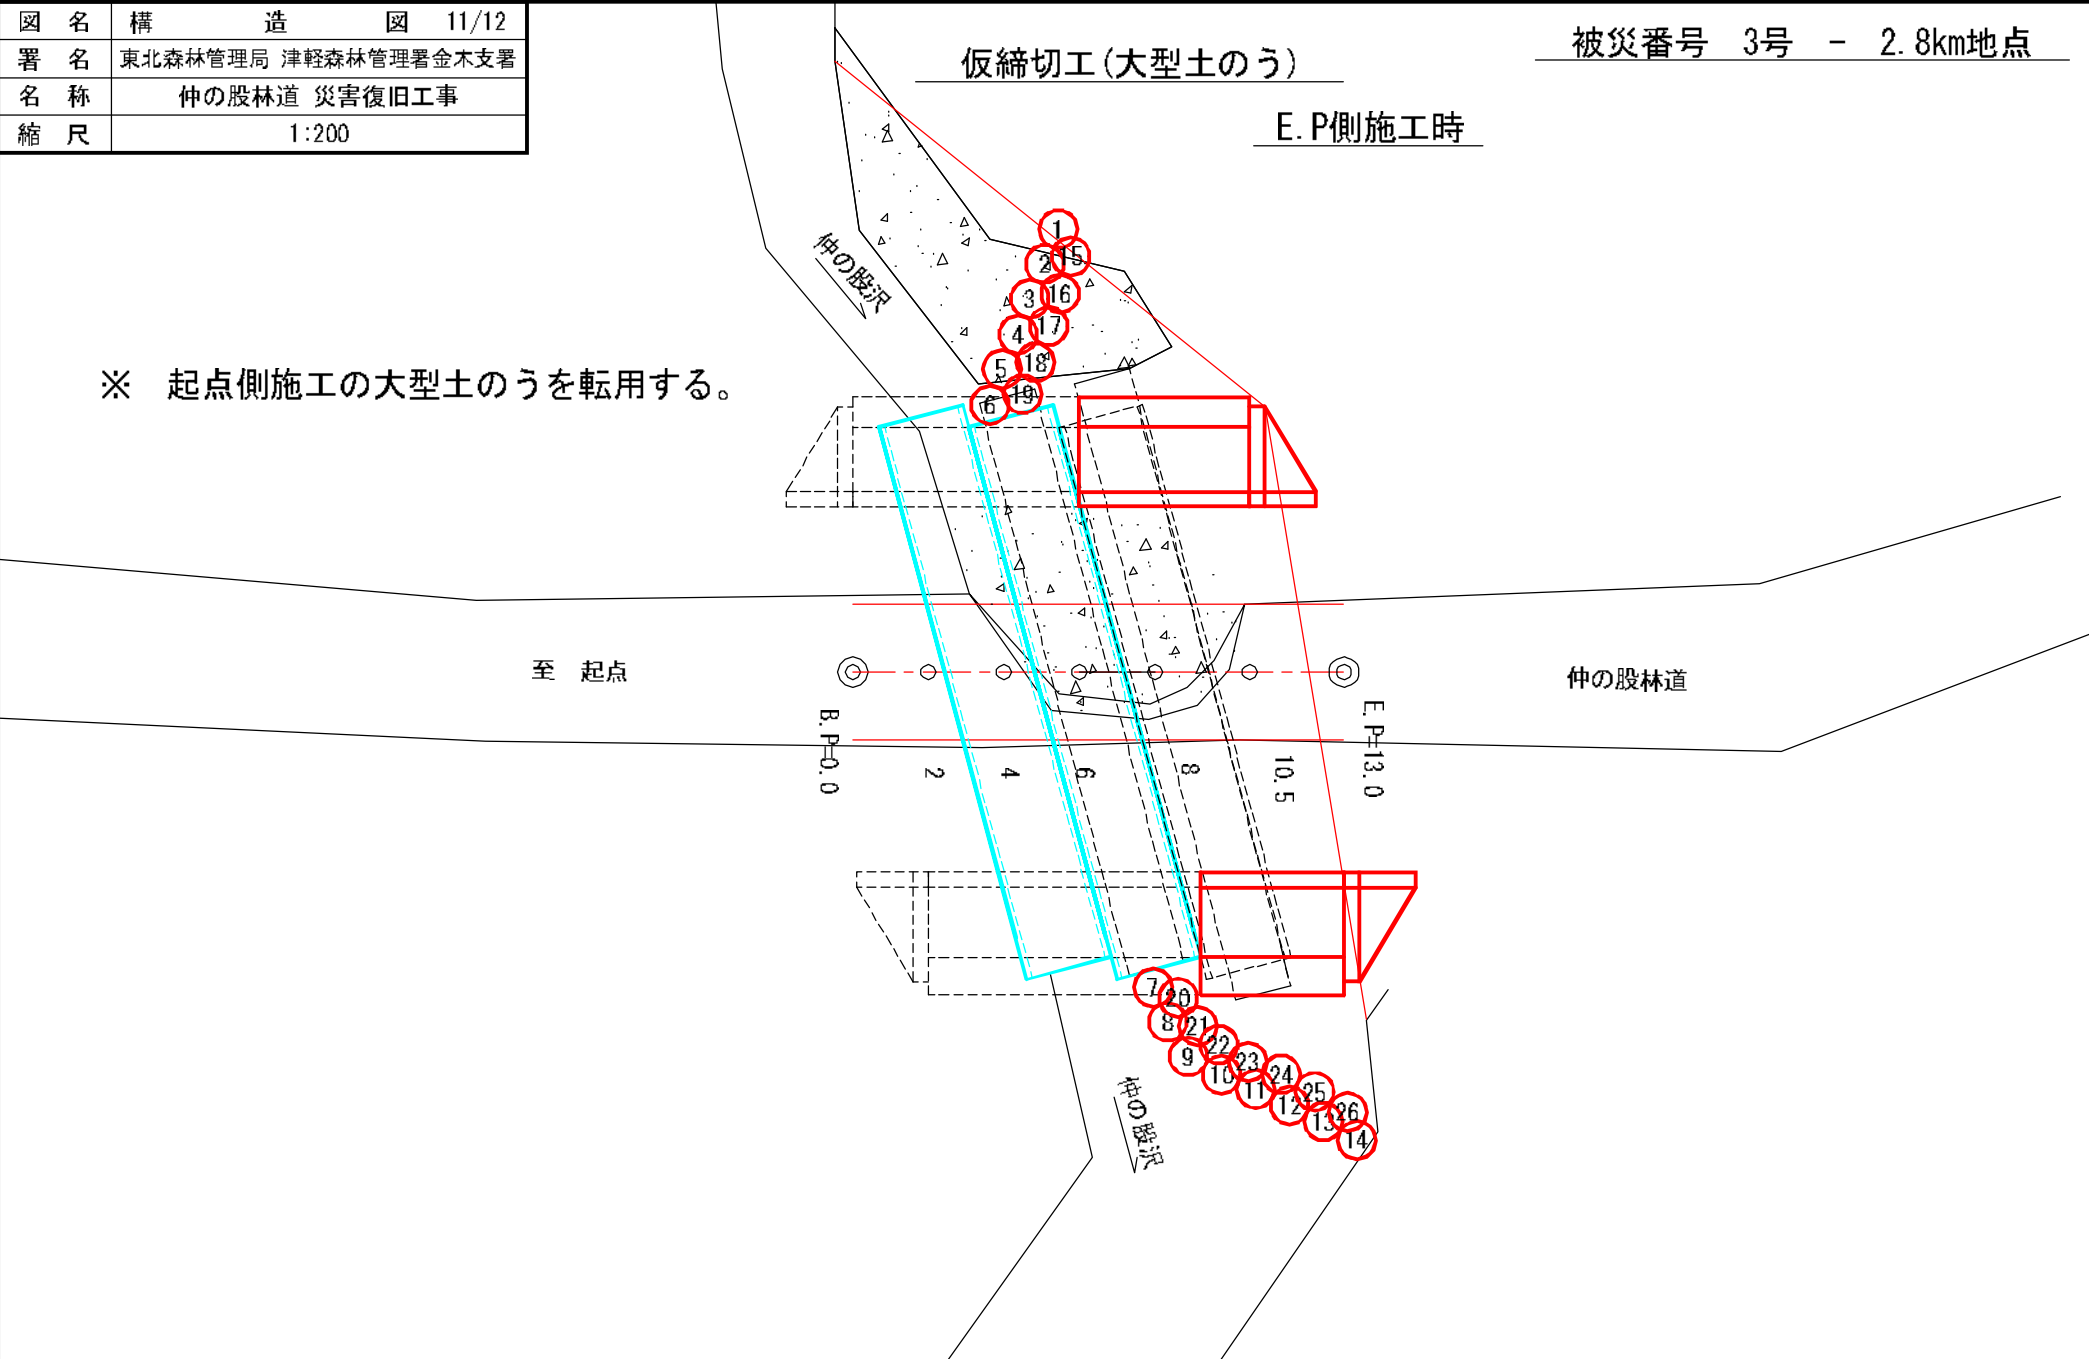 図 名 構 造 図 11/12
署 名 東北森林管理局 津軽森林管理署金木支署
名 称 仲の股林道 災害復旧工事
縮 尺 1:200
仮締切工(大型土のう)
被災番号 3号 - 2.8km地点
E.P側施工時
※ 起点側施工の大型土のうを転用する。
仲の股沢
1
2
15
3
16
4
17
5
18
6
19
至 起点
仲の股林道
B.P=0.0
2
4
6
8
10.5
E.P=13.0
7
20
8
21
9
22
10
23
11
24
12
25
13
26
14
仲の股沢